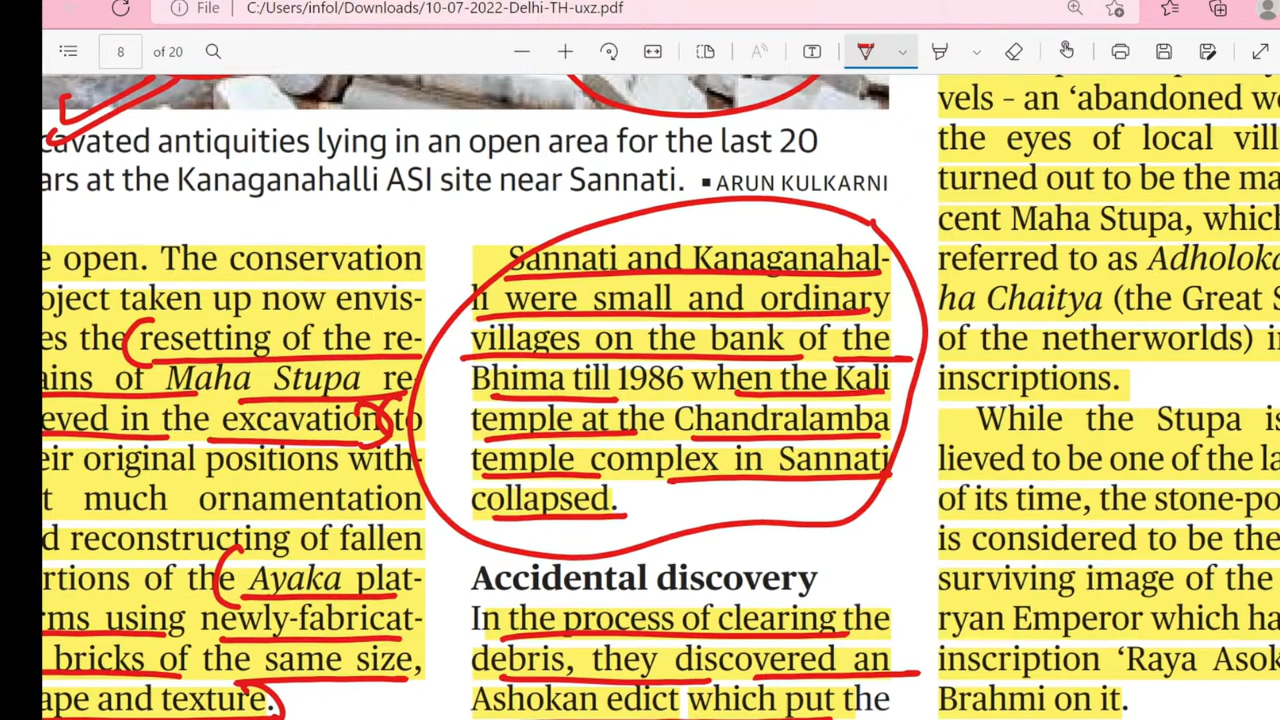 File
C:/Users/infol/Downloads/10-07-2022-Delhi-TH-uxz.pdf
8 of 20
cavated antiquities lying in an open area for the last 20
ars at the Kanaganahalli ASI site near Sannati. ▪ ARUN KULKARNI
e open. The conservation
oject taken up now envis-
es the resetting of the re-
ains of Maha Stupa re-
eved in the excavation to
eir original positions with-
t much ornamentation
d reconstructing of fallen
rtions of the Ayaka plat-
rms using newly-fabricat-
bricks of the same size,
ape and texture.
Sannati and Kanaganahal-
li were small and ordinary
villages on the bank of the
Bhima till 1986 when the Kali
temple at the Chandralamba
temple complex in Sannati
collapsed.
Accidental discovery
In the process of clearing the
debris, they discovered an
Ashokan edict which put the
vels – an ‘abandoned
the eyes of local
turned out to be the
cent Maha Stupa, which
referred to as
ha Chaitya (the Great
of the netherworlds)
inscriptions.
While the Stupa
lieved to be one of the
of its time, the
is considered to be the
surviving image of the
ryan Emperor which
inscription ‘Raya
Brahmi on it.